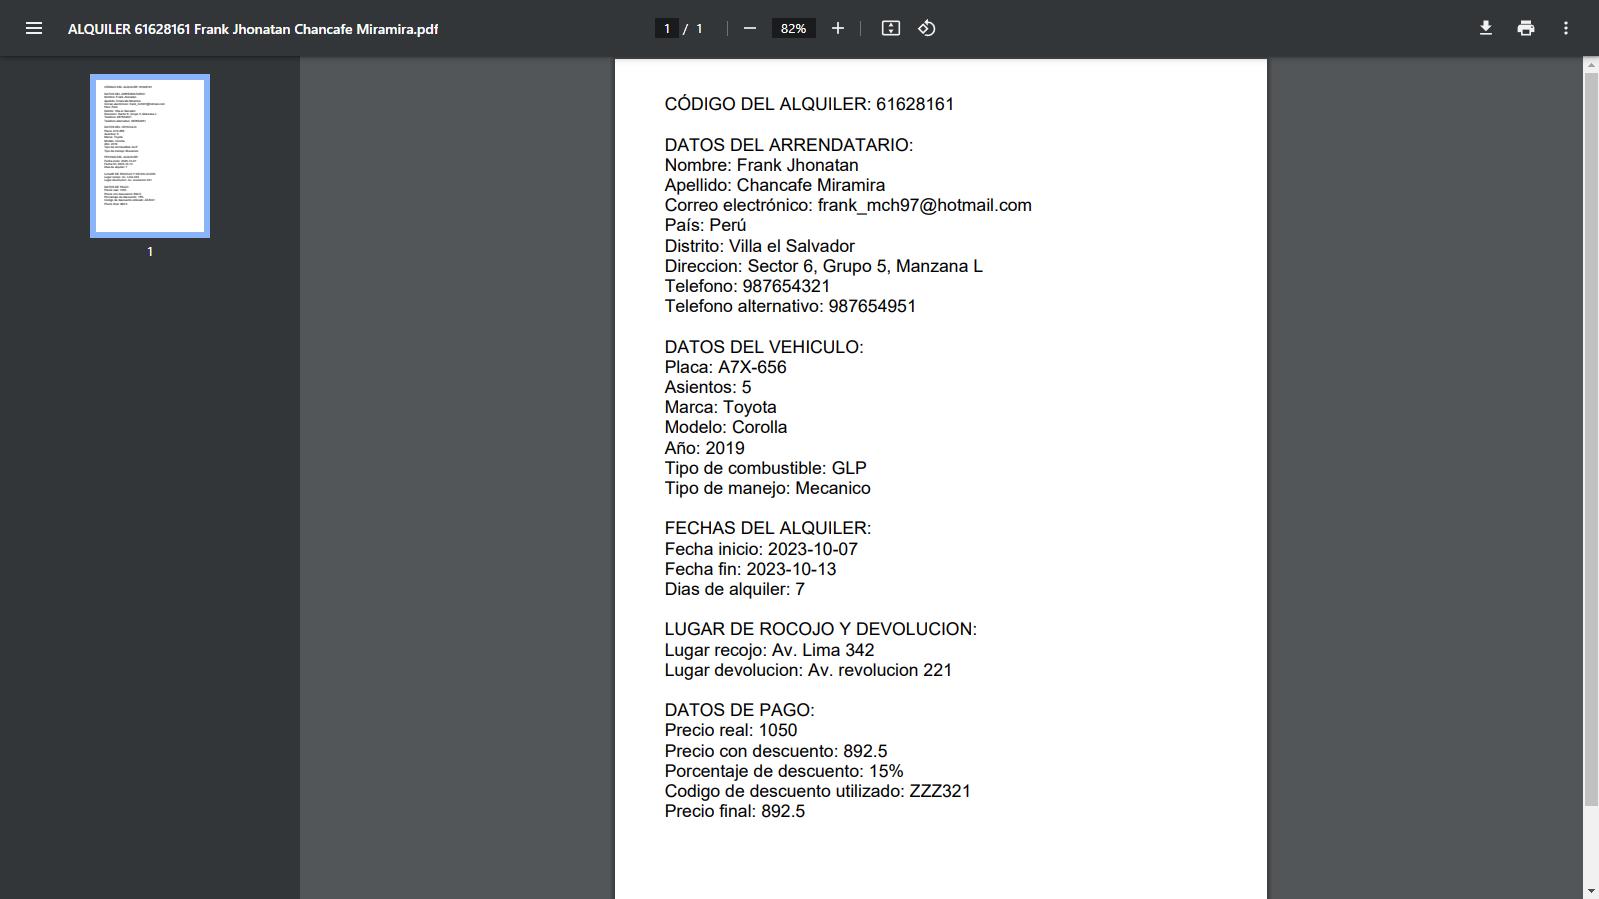 ALQUILER 61628161 Frank Jhonatan Chancafe Miramira.pdf
1 / 1
82%
1
CÓDIGO DEL ALQUILER: 61628161
DATOS DEL ARRENDATARIO:
Nombre: Frank Jhonatan
Apellido: Chancafe Miramira
Correo electrónico: frank_mch97@hotmail.com
País: Perú
Distrito: Villa el Salvador
Direccion: Sector 6, Grupo 5, Manzana L
Telefono: 987654321
Telefono alternativo: 987654951
DATOS DEL VEHICULO:
Placa: A7X-656
Asientos: 5
Marca: Toyota
Modelo: Corolla
Año: 2019
Tipo de combustible: GLP
Tipo de manejo: Mecanico
FECHAS DEL ALQUILER:
Fecha inicio: 2023-10-07
Fecha fin: 2023-10-13
Dias de alquiler: 7
LUGAR DE ROCOJO Y DEVOLUCION:
Lugar recojo: Av. Lima 342
Lugar devolucion: Av. revolucion 221
DATOS DE PAGO:
Precio real: 1050
Precio con descuento: 892.5
Porcentaje de descuento: 15%
Codigo de descuento utilizado: ZZZ321
Precio final: 892.5